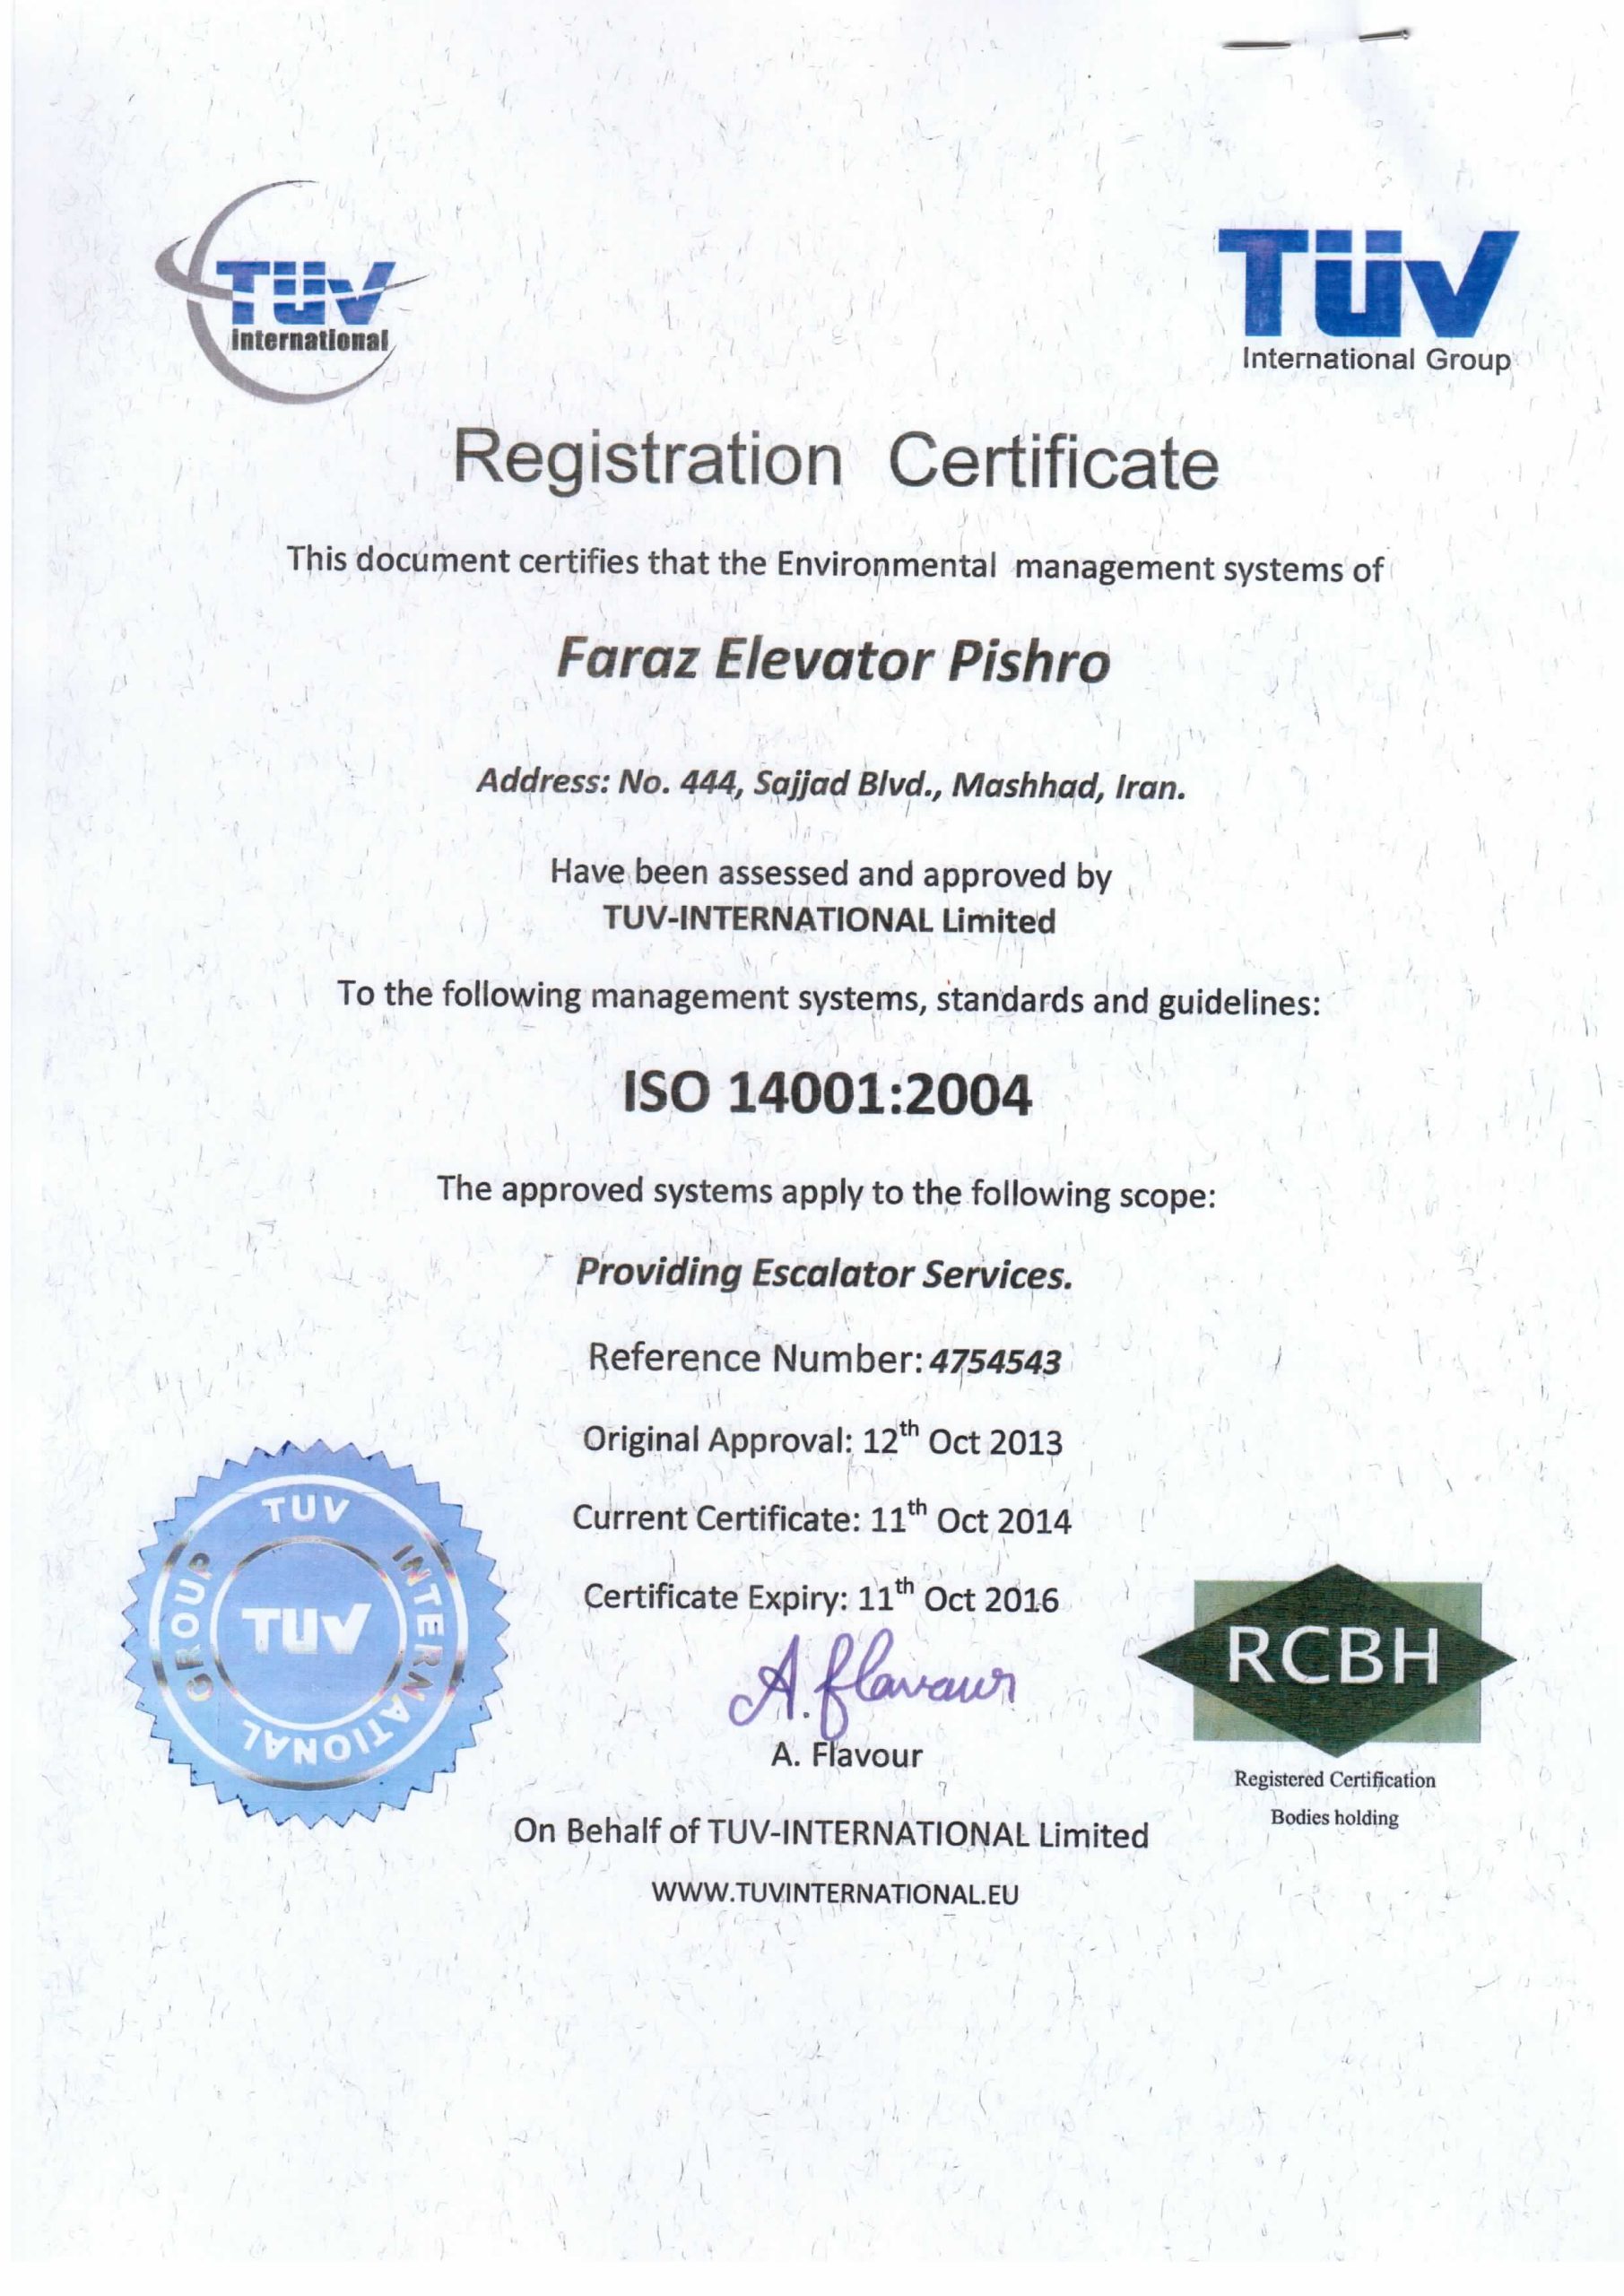 TÜV
international
TÜV
International Group
Registration Certificate
This document certifies that the Environmental management systems of
Faraz Elevator Pishro
Address: No. 444, Sajjad Blvd., Mashhad, Iran.
Have been assessed and approved by
TUV-INTERNATIONAL Limited
To the following management systems, standards and guidelines:
ISO 14001:2004
The approved systems apply to the following scope:
Providing Escalator Services.
Reference Number: 4754543
Original Approval: 12th Oct 2013
Current Certificate: 11th Oct 2014
Certificate Expiry: 11th Oct 2016
TUV INTERNATIONAL GROUP
TUV
A. flavour
A. Flavour
RCBH
Registered Certification
Bodies holding
On Behalf of TUV-INTERNATIONAL Limited
WWW.TUVINTERNATIONAL.EU